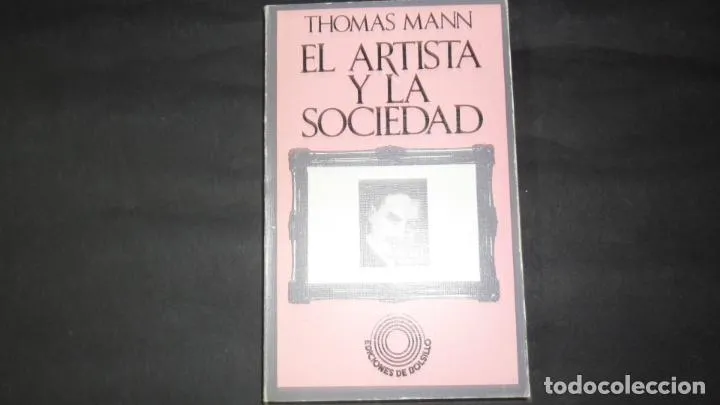 THOMAS MANN
EL ARTISTA
Y LA
SOCIEDAD
EDICIONES DE BOLSILLO
todocoleccion